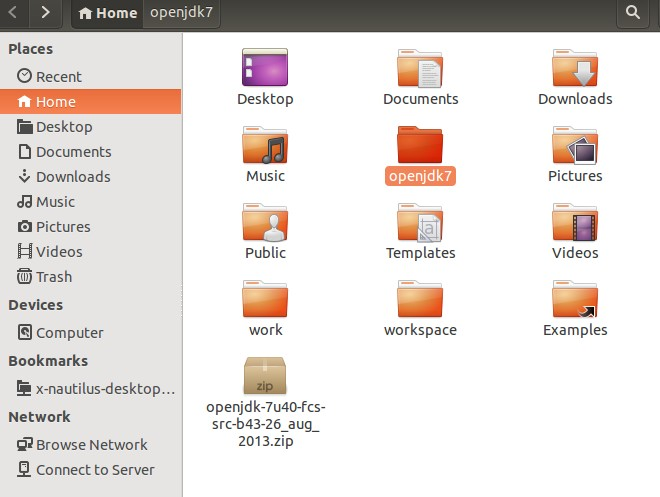 Home openjdk7
Places
Recent
Home
Desktop
Documents
Downloads
Music
Pictures
Videos
Trash
Devices
Computer
Bookmarks
x-nautilus-desktop...
Network
Browse Network
Connect to Server
Desktop Documents Downloads
Music openjdk7 Pictures
Public Templates Videos
work workspace Examples
zip
openjdk-7u40-fcs-
src-b43-26_aug_
2013.zip